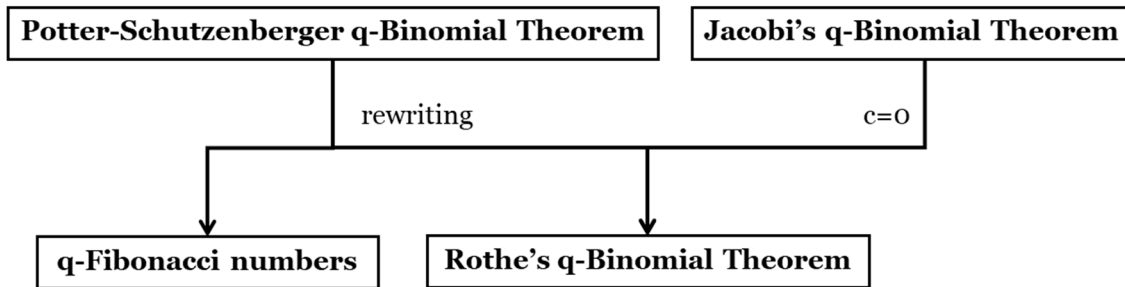 Potter-Schutzenberger q-Binomial Theorem
Jacobi's q-Binomial Theorem
rewriting
c=0
q-Fibonacci numbers
Rothe's q-Binomial Theorem